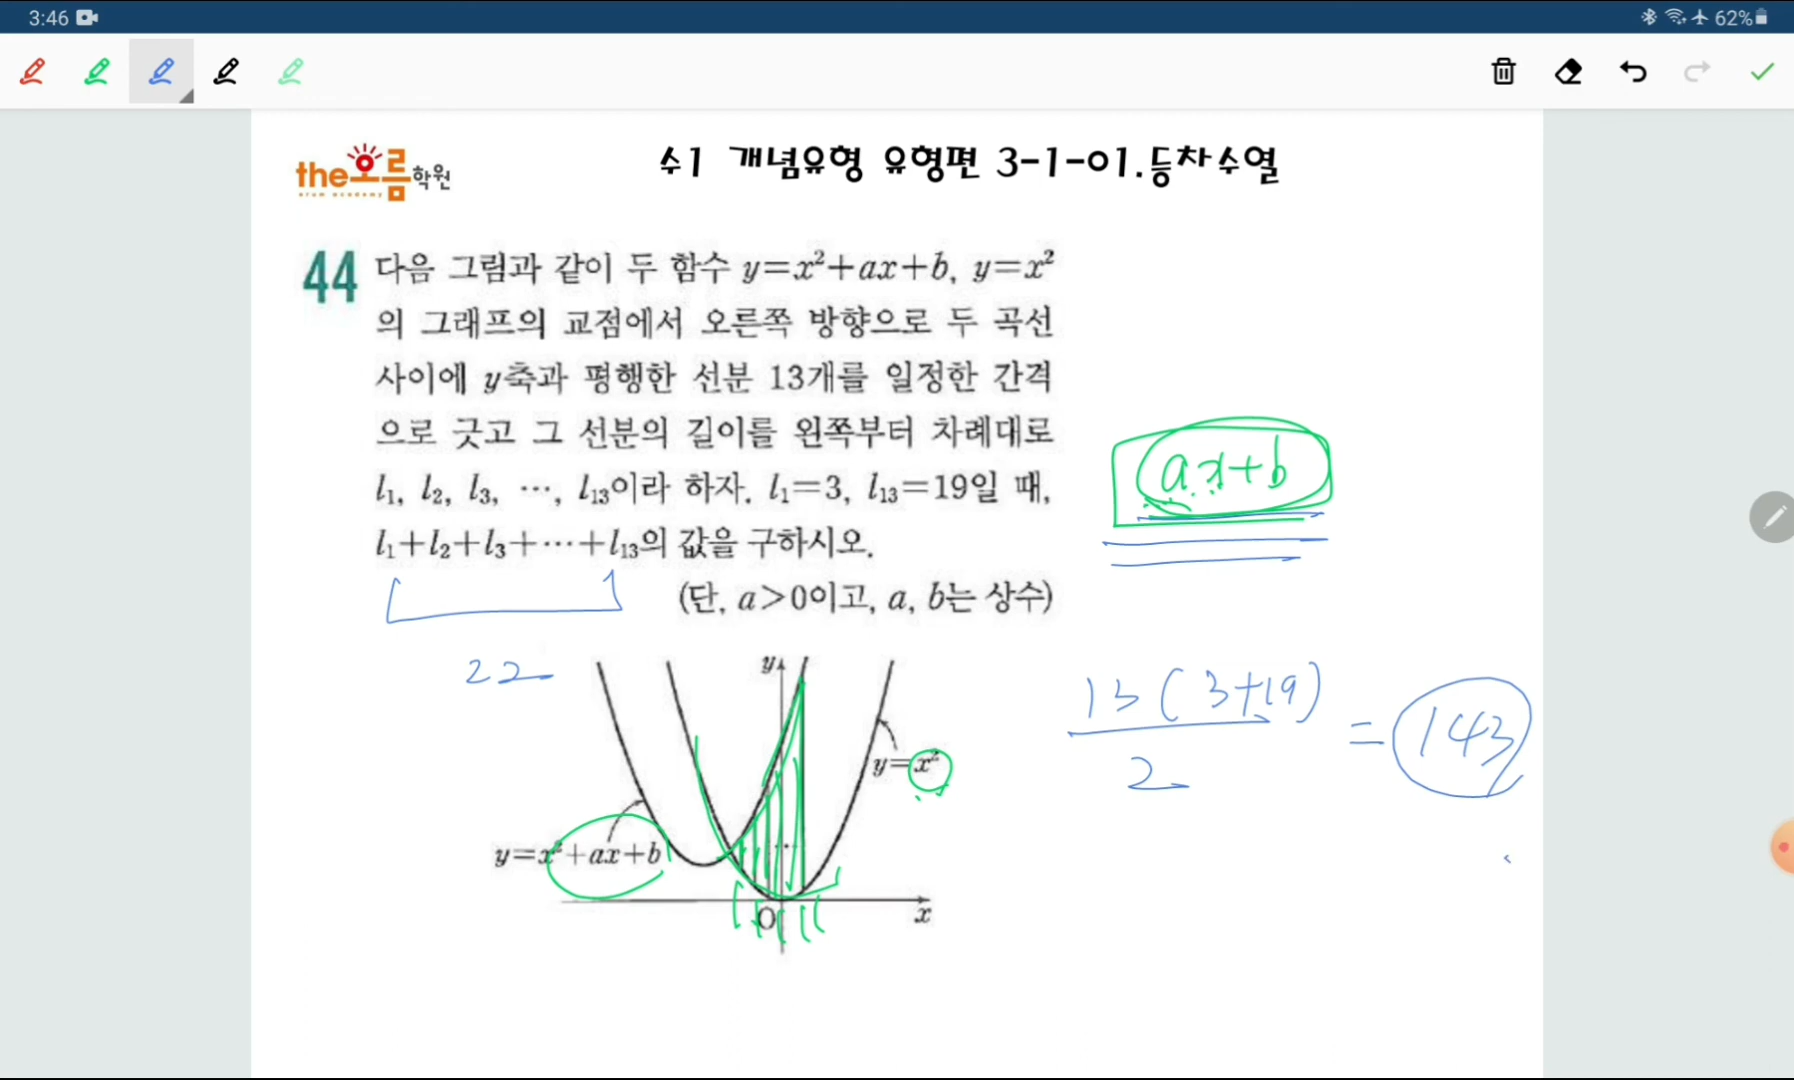 3:46
62%
the오름학원
수1 개념유형 유형편 3-1-01.등차수열
44 다음 그림과 같이 두 함수 y=x²+ax+b, y=x²
의 그래프의 교점에서 오른쪽 방향으로 두 곡선
사이에 y축과 평행한 선분 13개를 일정한 간격
으로 긋고 그 선분의 길이를 왼쪽부터 차례대로
l₁, l₂, l₃, ⋯, l₁₃이라 하자. l₁=3, l₁₃=19일 때,
l₁+l₂+l₃+⋯+l₁₃의 값을 구하시오.
(단, a>0이고, a, b는 상수)
ax+b
22
13(3+19)
2
= 143
y
y=x²
y=x²+ax+b
O
x